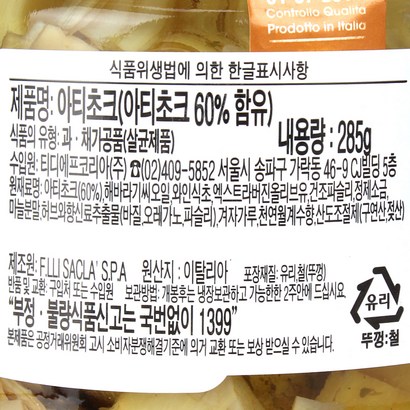 Controllo Qualità
Prodotto in Italia
식품위생법에 의한 한글표시사항
제품명: 아티초크(아티초크 60% 함유)
식품의 유형: 과·채가공품(살균제품) 내용량 : 285g
수입원: 티디에프코리아(주) ☎(02)409-5852 서울시 송파구 가락동 46-9 CJ빌딩 5층
원재료명: 아티초크(60%),해바라기씨오일,와인식초,엑스트라버진올리브유,건조파슬리,정제소금,
마늘분말,허브와향신료추출물(바질,오레가노,파슬리),겨자가루,천연월계수향,산도조절제(구연산,젖산)
제조원: F.LLI SACLA' S.P.A 원산지 : 이탈리아 포장재질: 유리,철(뚜껑)
반품 및 교환: 구입처 또는 수입원 보관방법: 개봉후는 냉장보관하고 가능한한 2주안에 드십시요.
"부정·불량식품신고는 국번없이 1399"
본제품은 공정거래위원회 고시 소비자분쟁해결기준에 의거 교환 또는 보상 받으실 수 있습니다.
유리
뚜껑:철